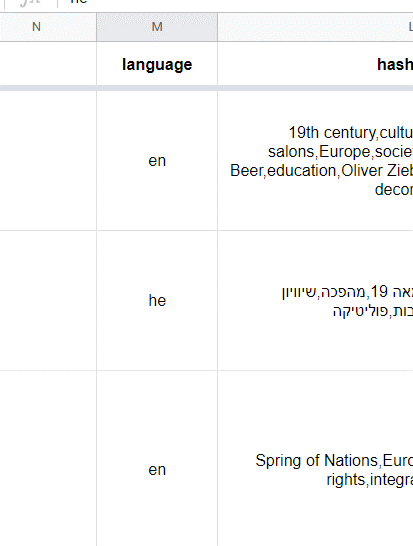 he
N M L
language hash
19th century,cultu
salons,Europe,socie
en
Beer,education,Oliver Zieb
decor
he
מאה 19,מהפכה,שיוויון
בות,פוליטיקה
Spring of Nations,Euro
en
rights,integra